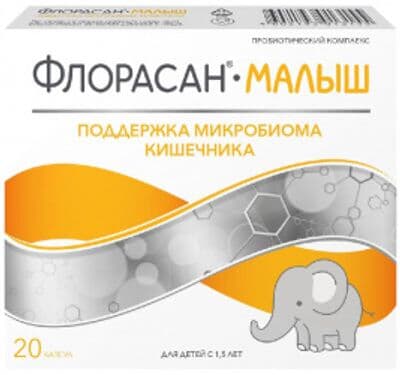 ПРОБИОТИЧЕСКИЙ КОМПЛЕКС
ФЛОРАСАН®·МАЛЫШ
ПОДДЕРЖКА МИКРОБИОМА
КИШЕЧНИКА
20 КАПСУЛ
ДЛЯ ДЕТЕЙ С 1,5 ЛЕТ